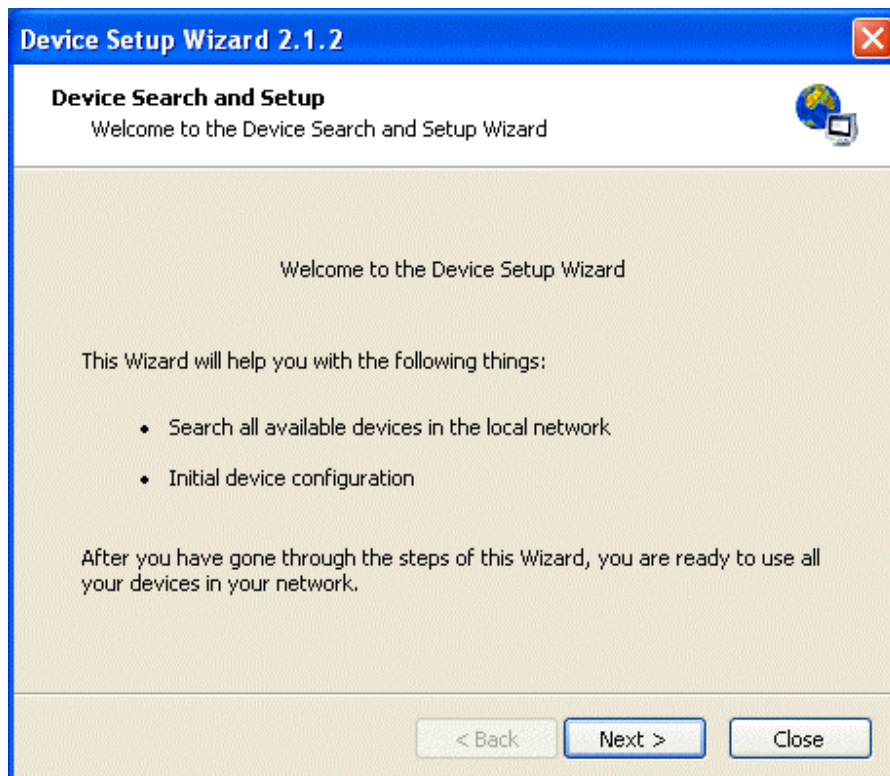 Device Setup Wizard 2.1.2
Device Search and Setup
Welcome to the Device Search and Setup Wizard
Welcome to the Device Setup Wizard
This Wizard will help you with the following things:
• Search all available devices in the local network
• Initial device configuration
After you have gone through the steps of this Wizard, you are ready to use all
your devices in your network.
< Back
Next >
Close